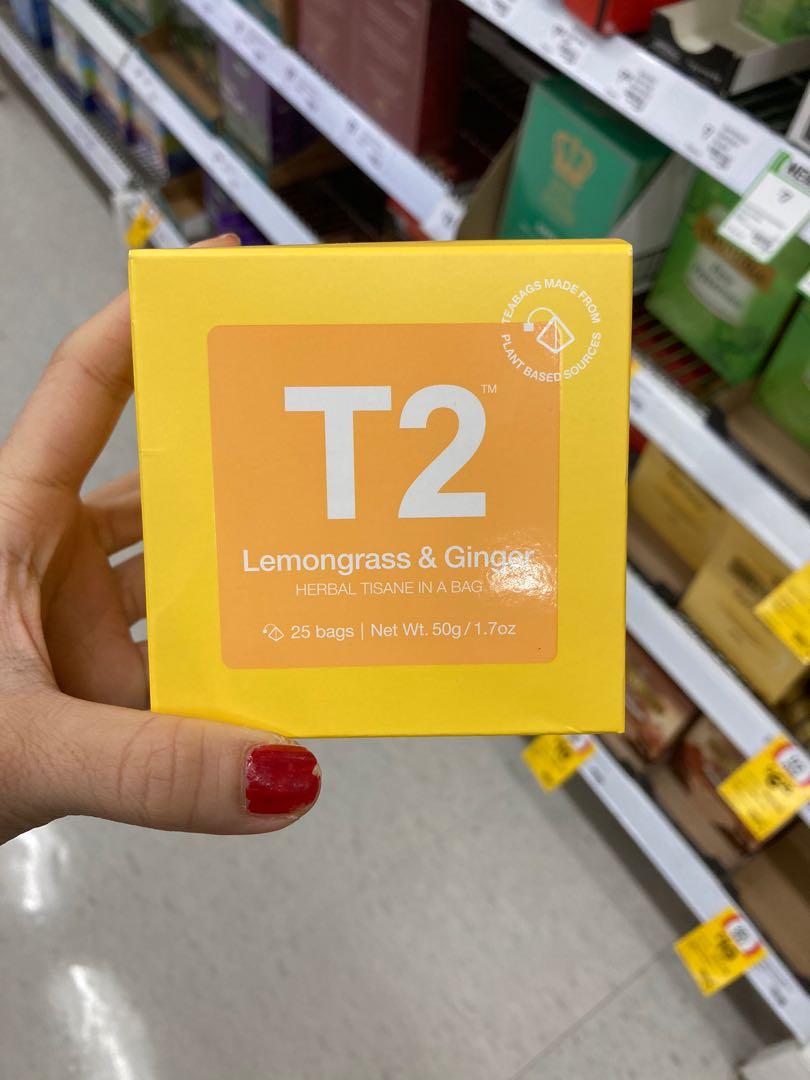 TEABAGS MADE FROM
PLANT BASED SOURCES
T2™
Lemongrass & Ginger
HERBAL TISANE IN A BAG
25 bags | Net Wt. 50g/1.7oz